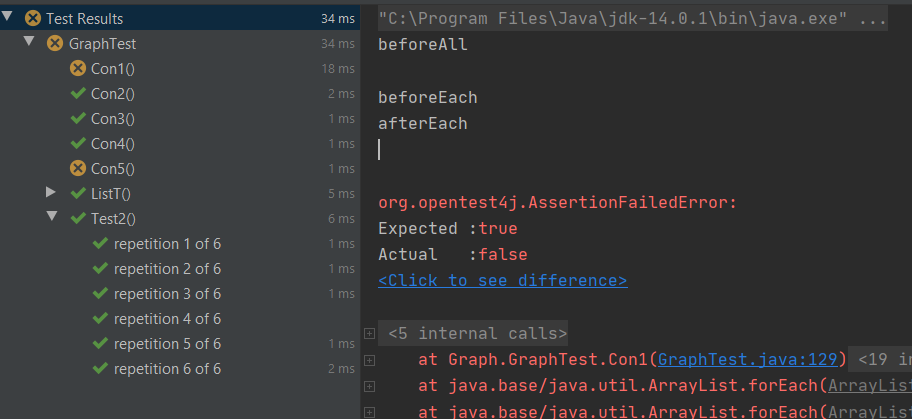 Test Results 34 ms
GraphTest 34 ms
Con1() 18 ms
Con2() 2 ms
Con3() 1 ms
Con4() 1 ms
Con5() 1 ms
ListT() 5 ms
Test2() 6 ms
repetition 1 of 6 1 ms
repetition 2 of 6 1 ms
repetition 3 of 6 1 ms
repetition 4 of 6
repetition 5 of 6 1 ms
repetition 6 of 6 2 ms
"C:\Program Files\Java\jdk-14.0.1\bin\java.exe" ...
beforeAll
beforeEach
afterEach
org.opentest4j.AssertionFailedError:
Expected :true
Actual   :false
<Click to see difference>
<5 internal calls>
at Graph.GraphTest.Con1(GraphTest.java:129) <19 in
at java.base/java.util.ArrayList.forEach(ArrayList
at java.base/java.util.ArrayList.forEach(ArrayList